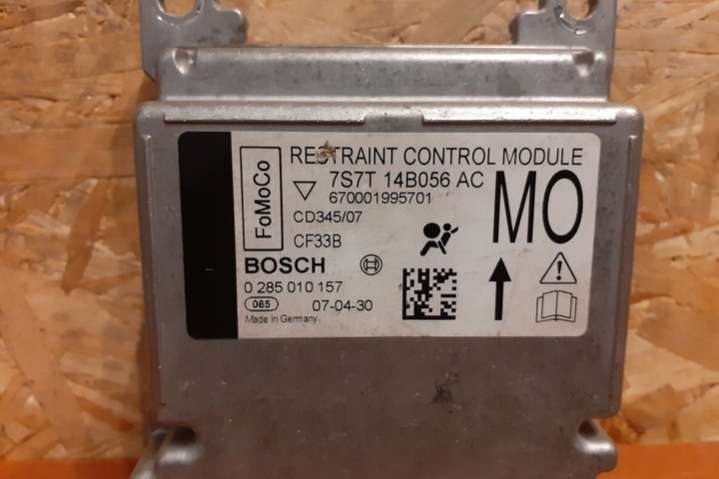 FoMoCo
RESTRAINT CONTROL MODULE
7S7T 14B056 AC
670001995701
CD345/07
CF33B
MO
BOSCH
0 285 010 157
085 07-04-30
Made in Germany